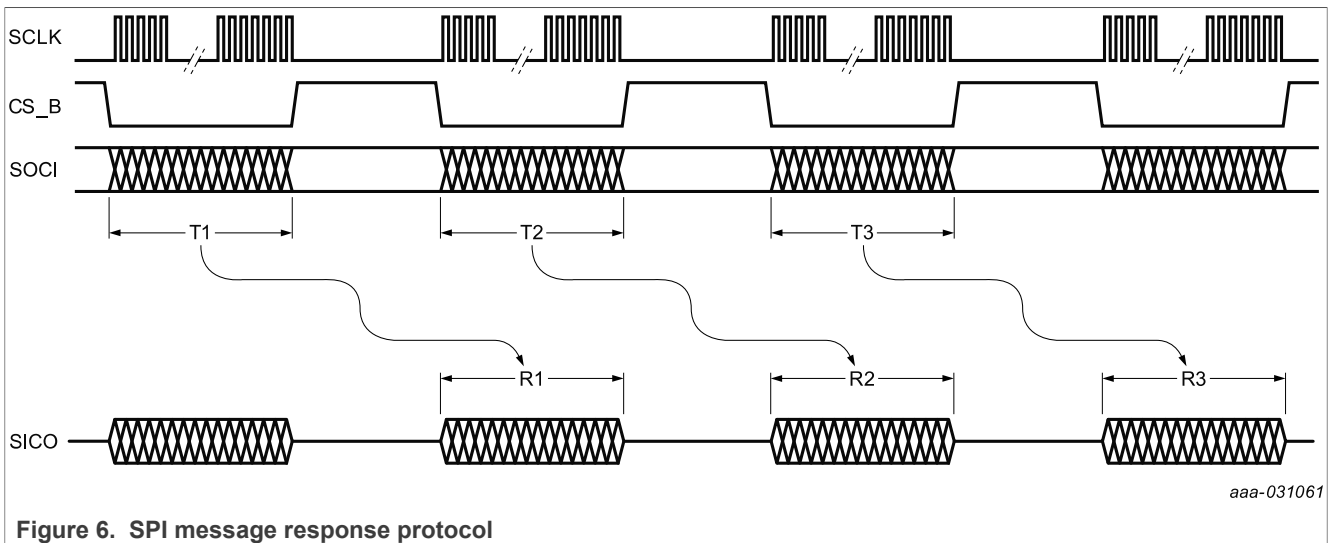 SCLK
CS_B
SOCI
T1 T2 T3
R1 R2 R3
SICO
aaa-031061
Figure 6. SPI message response protocol